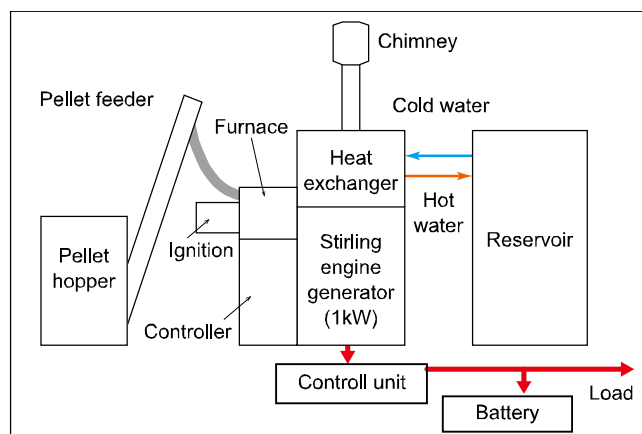 Chimney
Pellet feeder
Cold water
Furnace
Heat
exchanger
Hot
water
Ignition
Reservoir
Pellet
hopper
Stirling
engine
generator
(1kW)
Controller
Controll unit
Load
Battery